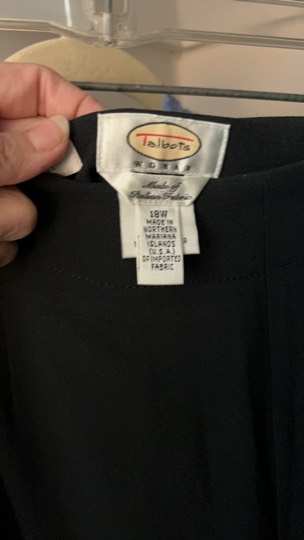 Talbots
WOMAN
Made of
Italian Fabric
18W
MADE IN
NORTHERN
MARIANA
ISLANDS
(U.S.A.)
OF IMPORTED
FABRIC